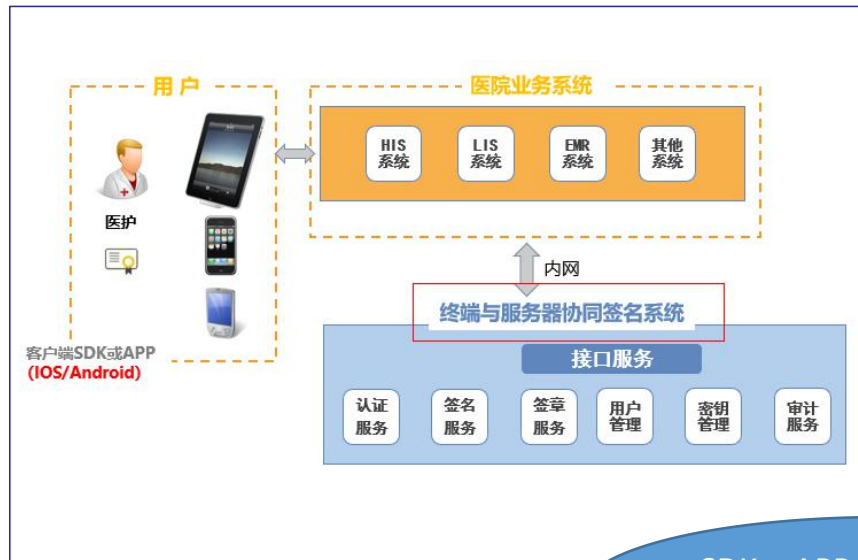 用 户
医院业务系统
HIS
系统
LIS
系统
EMR
系统
其他
系统
医护
内网
终端与服务器协同签名系统
客户端SDK或APP
(IOS/Android)
接口服务
认证
服务
签名
服务
签章
服务
用户
管理
密钥
管理
审计
服务